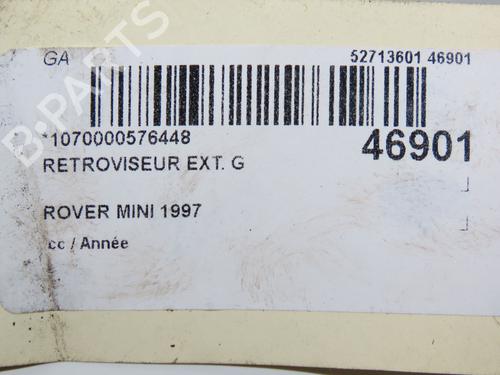 GA 52713601 46901
*1070000576448 46901
RETROVISEUR EXT. G
ROVER MINI 1997
cc / Année
B-PARTS